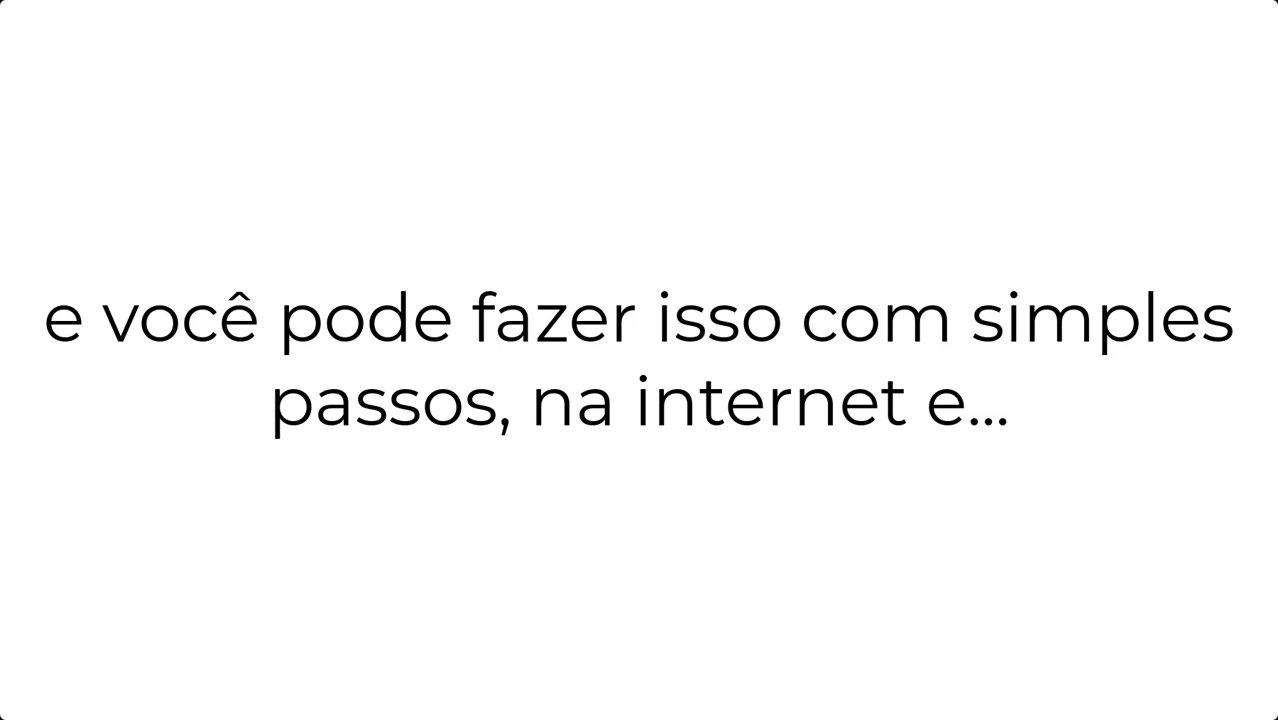 e você pode fazer isso com simples
passos, na internet e...